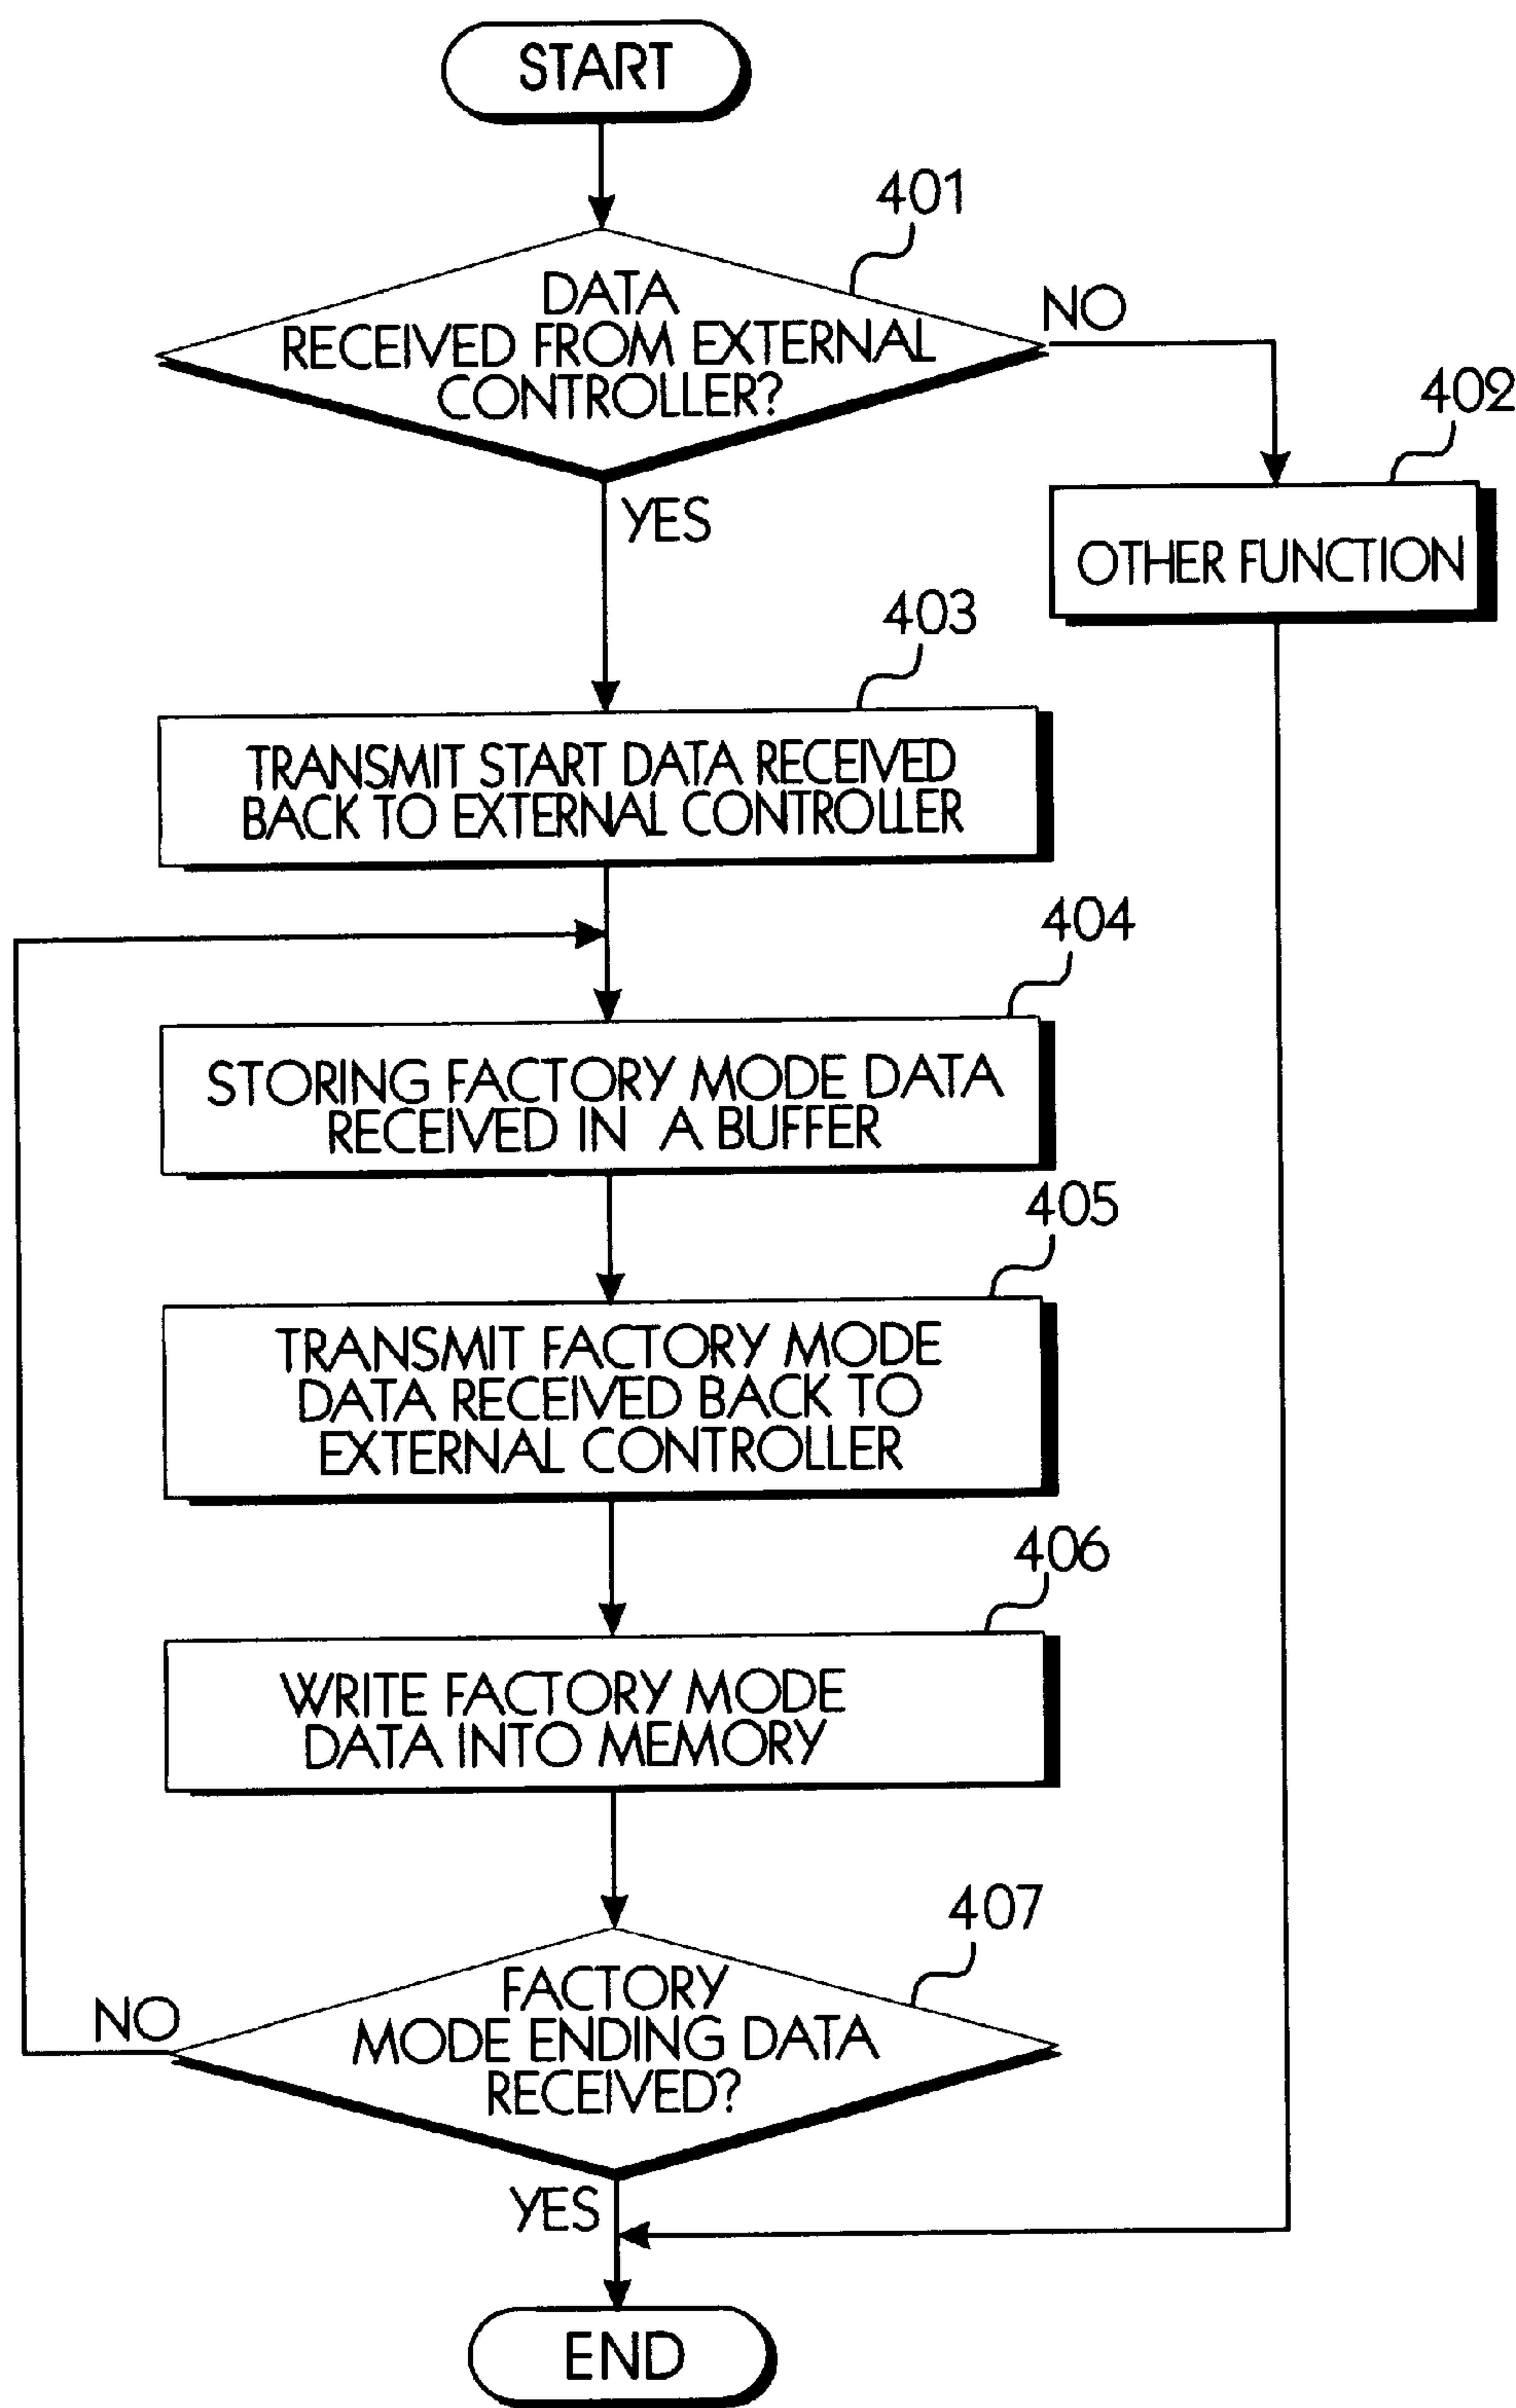 START
401
DATA
RECEIVED FROM EXTERNAL
CONTROLLER?
NO
YES
402
OTHER FUNCTION
403
TRANSMIT START DATA RECEIVED
BACK TO EXTERNAL CONTROLLER
404
STORING FACTORY MODE DATA
RECEIVED IN A BUFFER
405
TRANSMIT FACTORY MODE
DATA RECEIVED BACK TO
EXTERNAL CONTROLLER
406
WRITE FACTORY MODE
DATA INTO MEMORY
407
FACTORY
MODE ENDING DATA
RECEIVED?
NO
YES
END